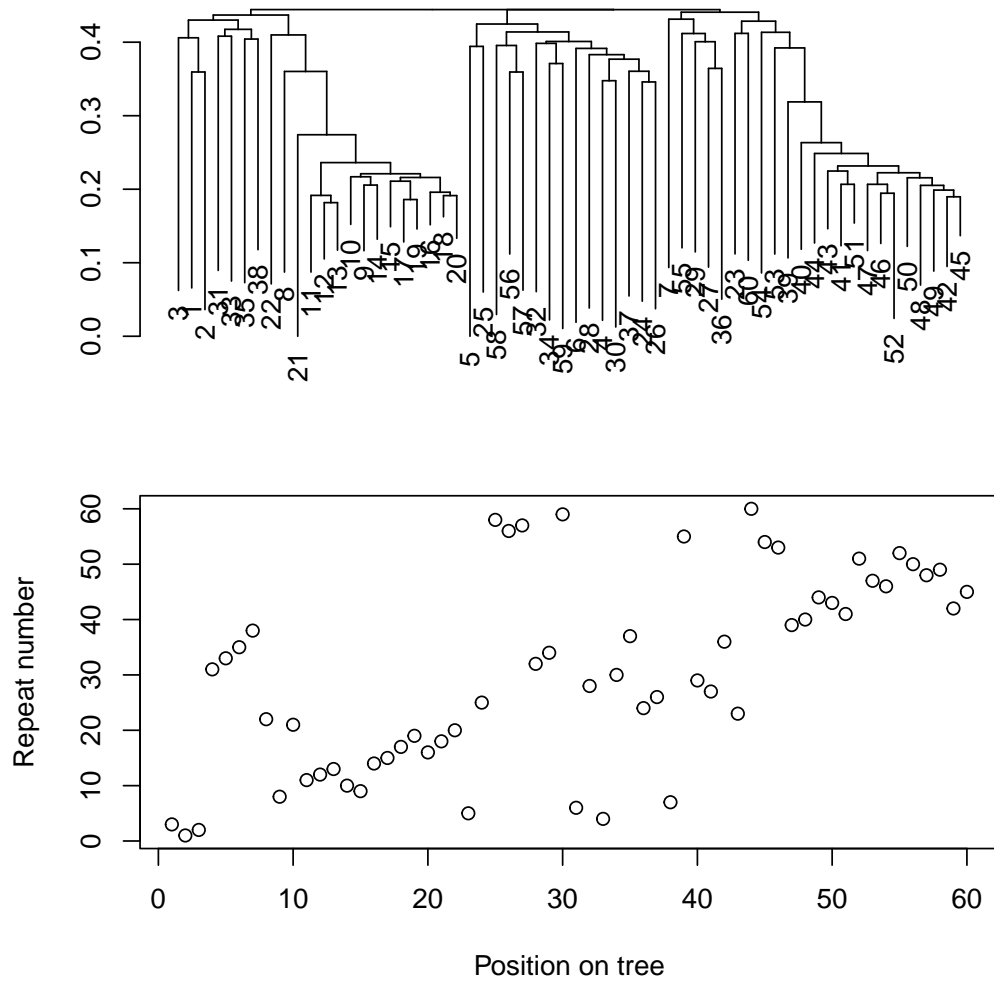 0.0 0.1 0.2 0.3 0.4
3 1 2 31 33 35 38 22 8 21 11 12 13 10 9 14 15 17 19 16 18 20 5 25 58 56 57 32 34 59 6 28 4 30 37 24 26 7 55 29 27 36 23 60 54 53 39 40 44 43 41 51 47 46 52 50 48 49 42 45
Repeat number
0 10 20 30 40 50 60
0 10 20 30 40 50 60
Position on tree